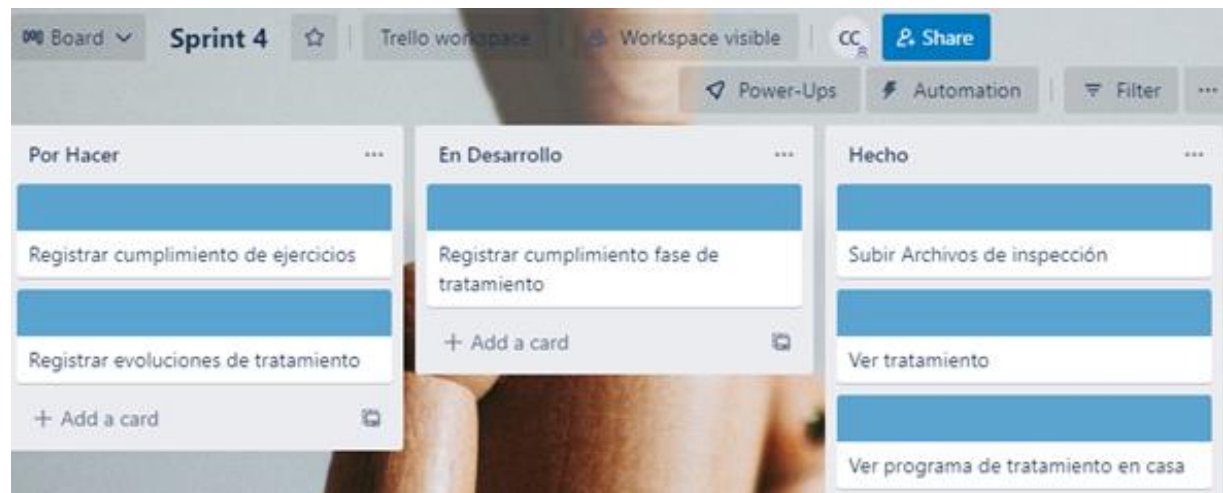 Board
Sprint 4
Trello workspace
Workspace visible
CC
Share
Power-Ups
Automation
Filter
Por Hacer
Registrar cumplimiento de ejercicios
Registrar evoluciones de tratamiento
+ Add a card
En Desarrollo
Registrar cumplimiento fase de
tratamiento
+ Add a card
Hecho
Subir Archivos de inspección
Ver tratamiento
Ver programa de tratamiento en casa